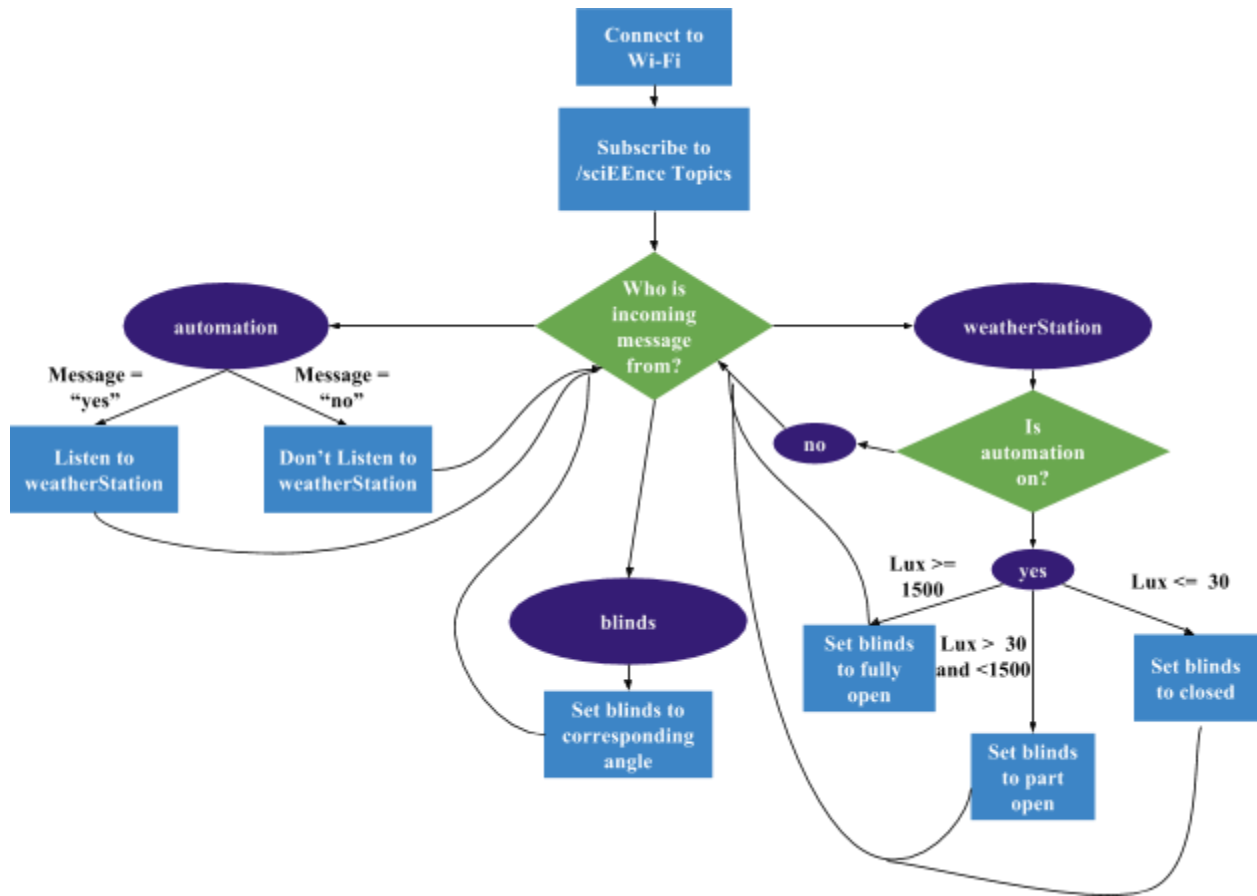 Connect to
Wi-Fi
Subscribe to
/sciEEnce Topics
Who is
incoming
message
from?
automation
weatherStation
Message =
“yes”
Message =
“no”
Listen to
weatherStation
Don’t Listen to
weatherStation
Is
automation
on?
no
yes
blinds
Set blinds to
corresponding
angle
Lux >=
1500
Lux > 30
and <1500
Lux <= 30
Set blinds
to fully
open
Set blinds
to part
open
Set blinds
to closed